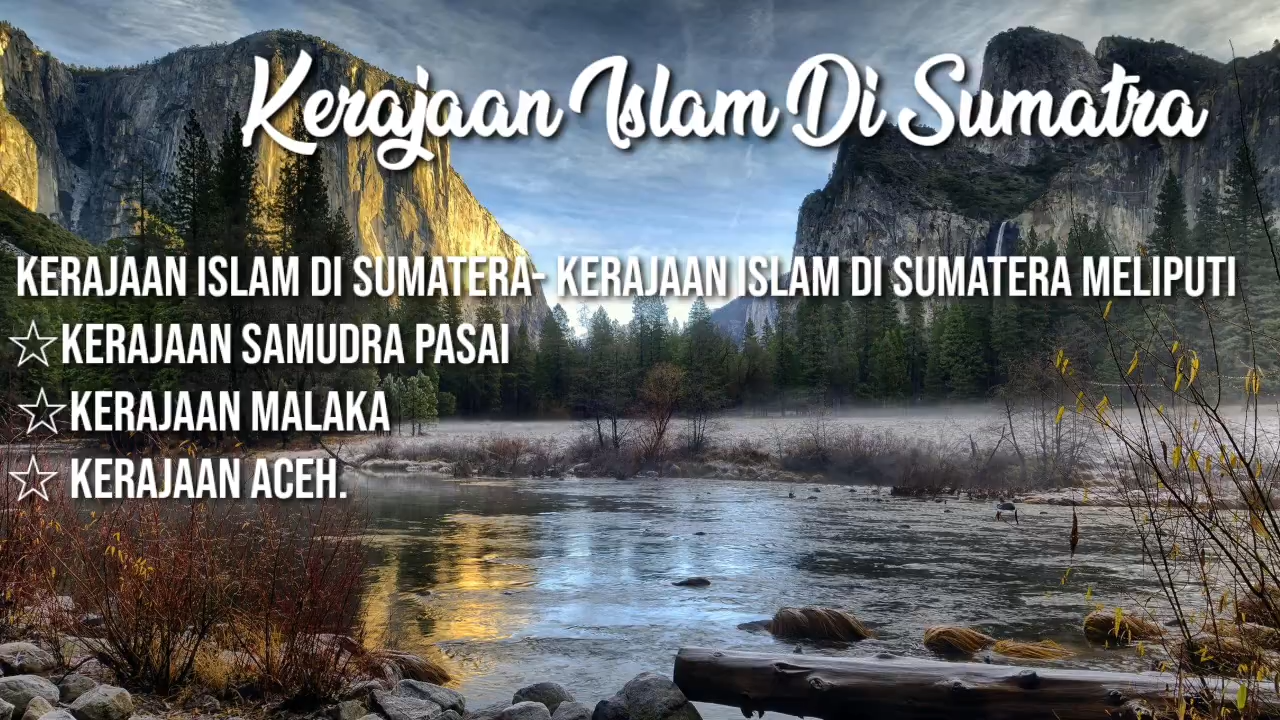 Kerajaan Islam Di Sumatra
KERAJAAN ISLAM DI SUMATERA- KERAJAAN ISLAM DI SUMATERA MELIPUTI
☆KERAJAAN SAMUDRA PASAI
☆KERAJAAN MALAKA
☆ KERAJAAN ACEH.